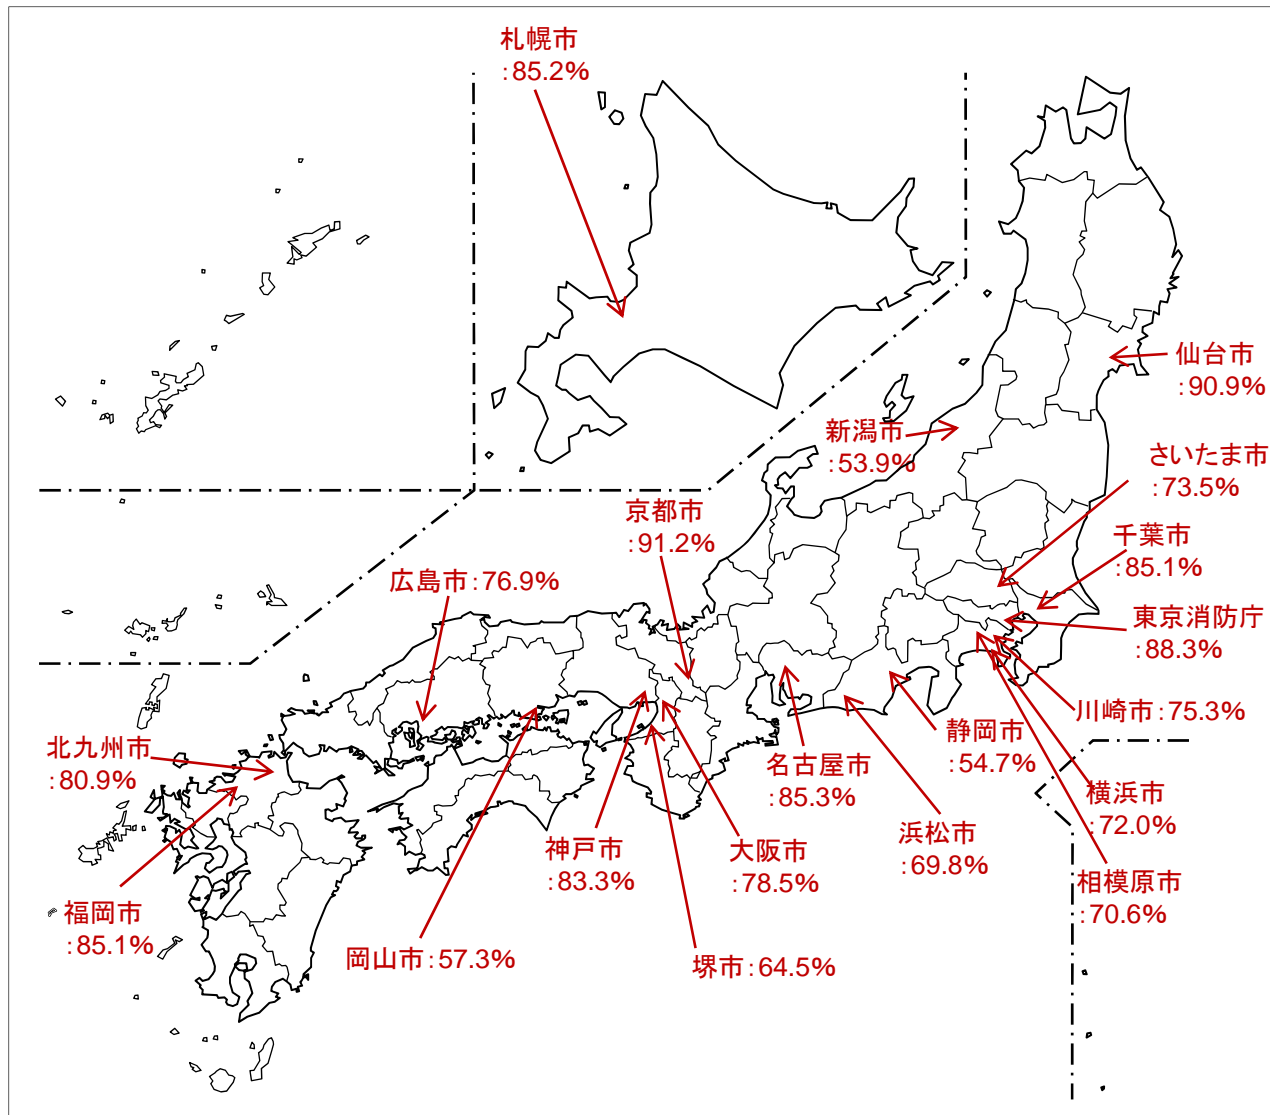 札幌市
:85.2%
仙台市
:90.9%
新潟市
:53.9%
さいたま市
:73.5%
京都市
:91.2%
千葉市
:85.1%
広島市:76.9%
東京消防庁
:88.3%
川崎市:75.3%
静岡市
:54.7%
北九州市
:80.9%
名古屋市
:85.3%
横浜市
:72.0%
浜松市
:69.8%
神戸市
:83.3%
大阪市
:78.5%
相模原市
:70.6%
福岡市
:85.1%
岡山市:57.3%
堺市:64.5%